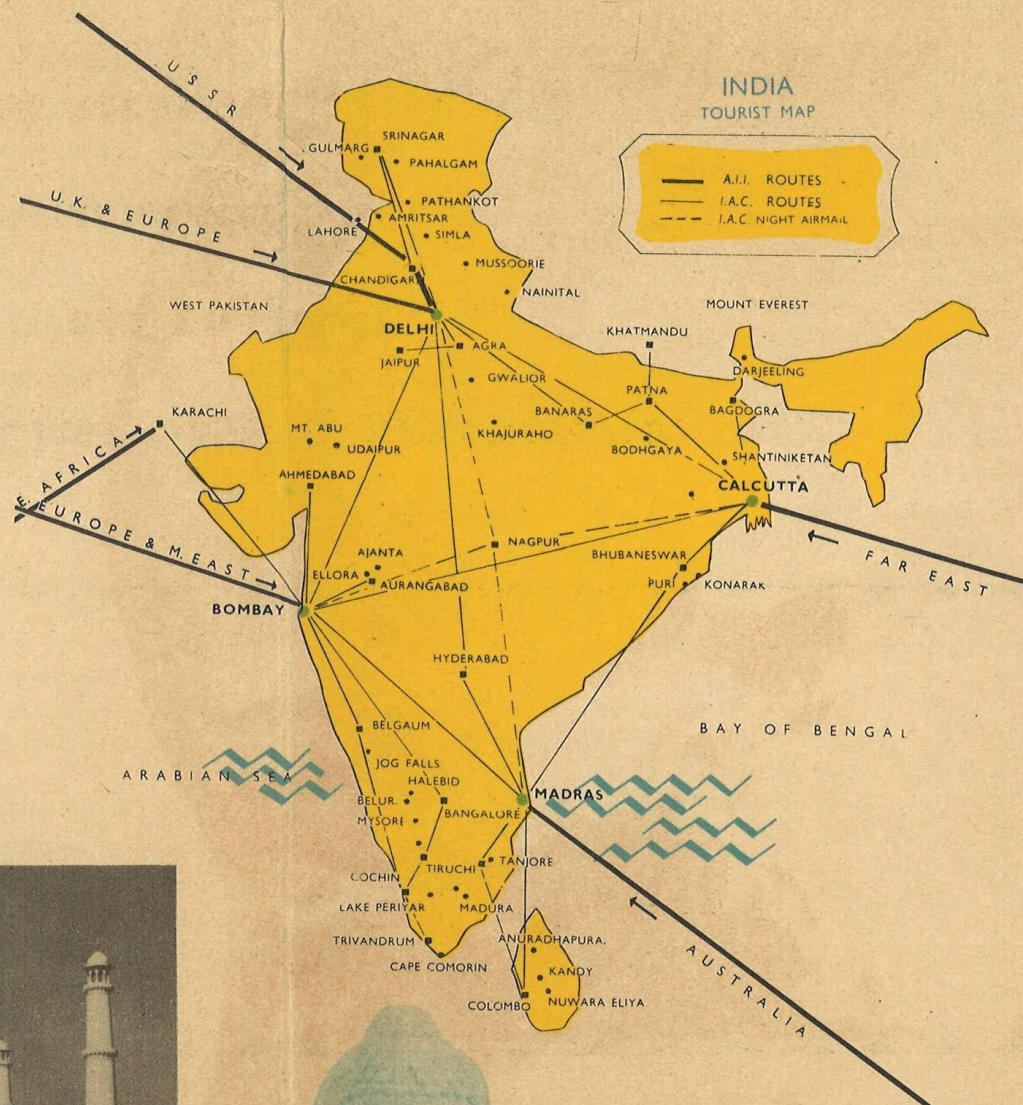 INDIA
TOURIST MAP
A.I.I. ROUTES
I.A.C. ROUTES
I.A.C. NIGHT AIRMAIL
USSR
U.K. & EUROPE
SRINAGAR
GULMARG
PAHALGAM
PATHANKOT
AMRITSAR
LAHORE
SIMLA
MUSSOORIE
CHANDIGAR
NAINITAL
WEST PAKISTAN
MOUNT EVEREST
DELHI
KHATMANDU
AGRA
JAIPUR
DARJEELING
GWALIOR
PATNA
KARACHI
BANARAS
BAGDOGRA
MT. ABU
KHAJURAHO
UDAIPUR
BODHGAYA
SHANTINIKETAN
AHMEDABAD
CALCUTTA
E. AFRICA
EUROPE & M. EAST
NAGPUR
AJANTA
BHUBANESWAR
FAR EAST
ELLORA
AURANGABAD
PURI
KONARAK
BOMBAY
HYDERABAD
BELGAUM
BAY OF BENGAL
JOG FALLS
ARABIAN SEA
HALEBID
MADRAS
BELUR.
BANGALORE
MYSORE
TANJORE
TIRUCHI
COCHIN
LAKE PERIYAR
MADURA
TRIVANDRUM
ANURADHAPURA.
CAPE COMORIN
KANDY
AUSTRALIA
COLOMBO
NUWARA ELIYA